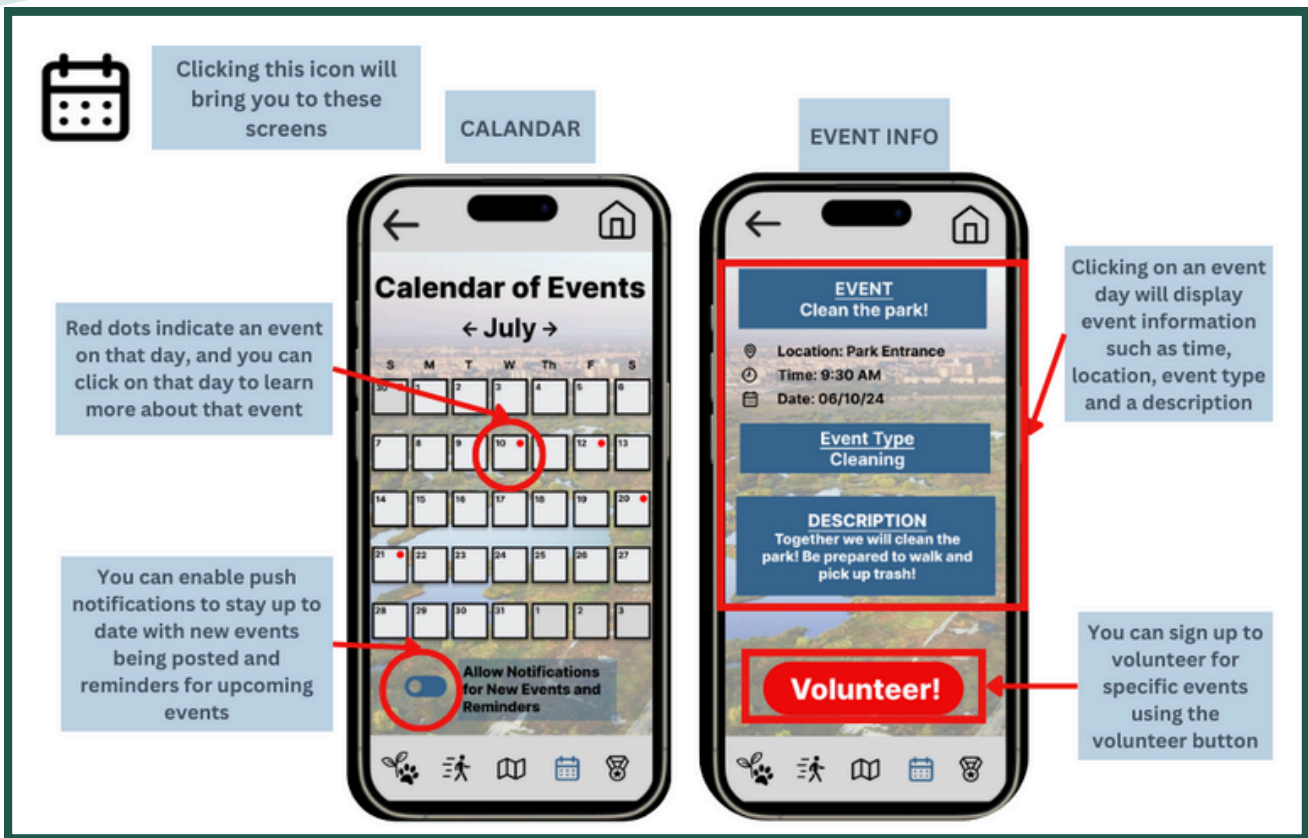 Clicking this icon will
bring you to these
screens
CALANDAR
EVENT INFO
Calendar of Events
← July →
S M T W Th F S
30 1 2 3 4 5 6
7 8 9 10 12 13
14 15 16 17 18 19 20
21 22 23 24 25 26 27
28 29 30 31 1 2 3
Allow Notifications
for New Events and
Reminders
Red dots indicate an event
on that day, and you can
click on that day to learn
more about that event
You can enable push
notifications to stay up to
date with new events
being posted and
reminders for upcoming
events
EVENT
Clean the park!
Location: Park Entrance
Time: 9:30 AM
Date: 06/10/24
Event Type
Cleaning
DESCRIPTION
Together we will clean the
park! Be prepared to walk and
pick up trash!
Volunteer!
Clicking on an event
day will display
event information
such as time,
location, event type
and a description
You can sign up to
volunteer for
specific events
using the
volunteer button